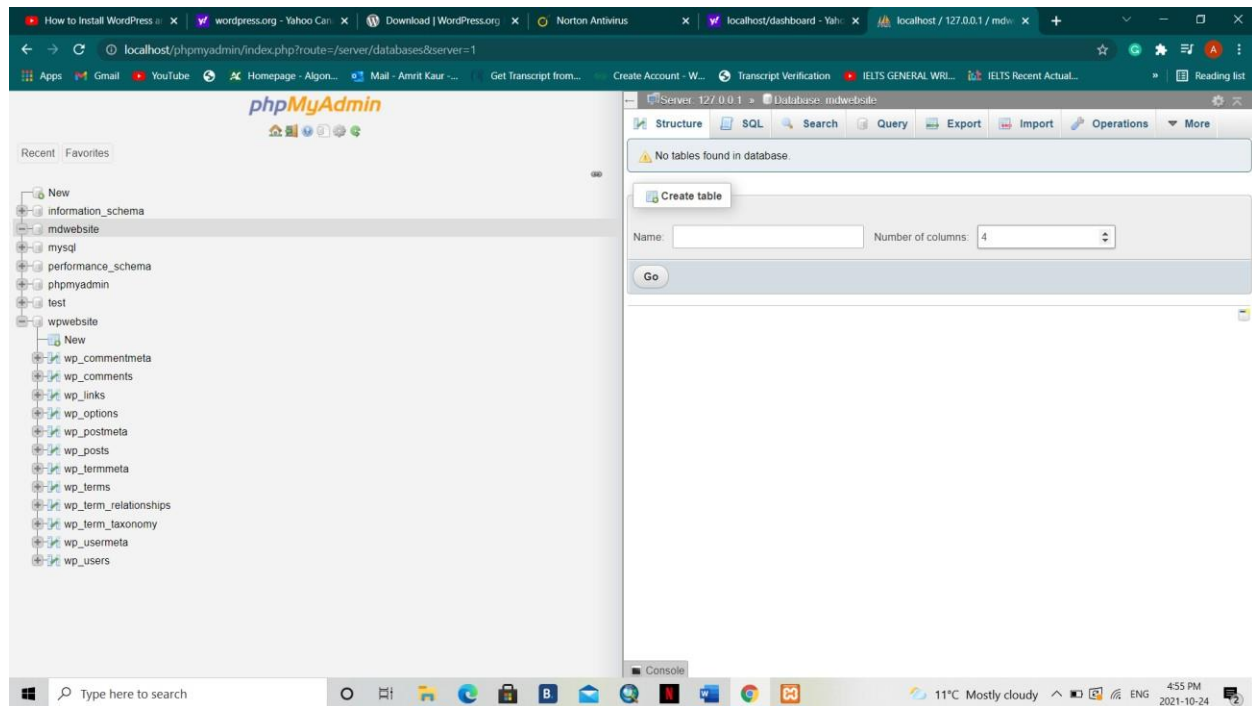 How to Install WordPress a
wordpress.org - Yahoo Can
Download | WordPress.org
Norton Antivirus
localhost/dashboard - Yaho
localhost / 127.0.0.1 / mdw
localhost/phpmyadmin/index.php?route=/server/databases&server=1
Apps Gmail YouTube Homepage - Algon... Mail - Amrit Kaur -... Get Transcript from... Create Account - W... Transcript Verification IELTS GENERAL WRI... IELTS Recent Actual... » Reading list
phpMyAdmin
Recent Favorites
New
information_schema
mdwebsite
mysql
performance_schema
phpmyadmin
test
wpwebsite
New
wp_commentmeta
wp_comments
wp_links
wp_options
wp_postmeta
wp_posts
wp_termmeta
wp_terms
wp_term_relationships
wp_term_taxonomy
wp_usermeta
wp_users
Server: 127.0.0.1 » Database: mdwebsite
Structure SQL Search Query Export Import Operations More
No tables found in database.
Create table
Name: Number of columns: 4
Go
Console
Type here to search
11°C Mostly cloudy ENG
4:55 PM
2021-10-24